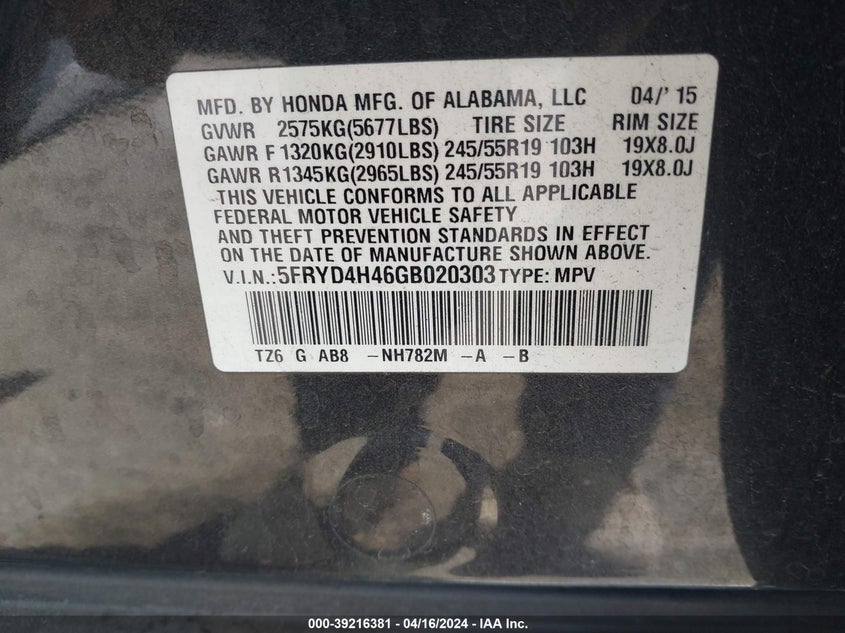 MFD. BY HONDA MFG. OF ALABAMA, LLC 04/' 15
GVWR 2575KG(5677LBS) TIRE SIZE RIM SIZE
GAWR F 1320KG(2910LBS) 245/55R19 103H 19X8.0J
GAWR R1345KG(2965LBS) 245/55R19 103H 19X8.0J
THIS VEHICLE CONFORMS TO ALL APPLICABLE
FEDERAL MOTOR VEHICLE SAFETY
AND THEFT PREVENTION STANDARDS IN EFFECT
ON THE DATE OF MANUFACTURE SHOWN ABOVE.
V.I.N.:5FRYD4H46GB020303 TYPE: MPV
TZ6 G AB8 -NH782M -A -B
000-39216381 - 04/16/2024 - IAA Inc.